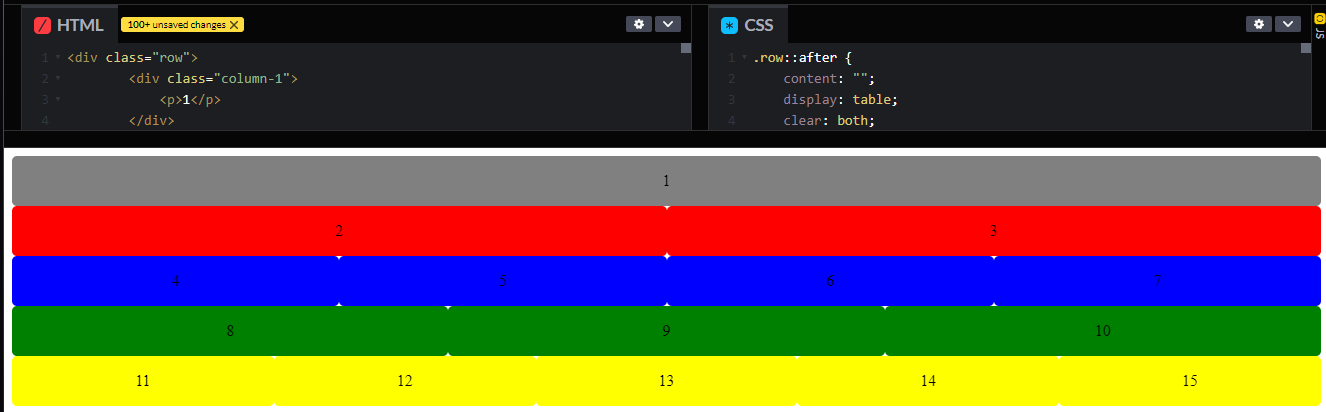 HTML
100+ unsaved changes ✕
1 <div class="row">
2 <div class="column-1">
3 <p>1</p>
4 </div>
CSS
1 .row::after {
2 content: "";
3 display: table;
4 clear: both;
JS
1
2 3
4 5 6 7
8 9 10
11 12 13 14 15